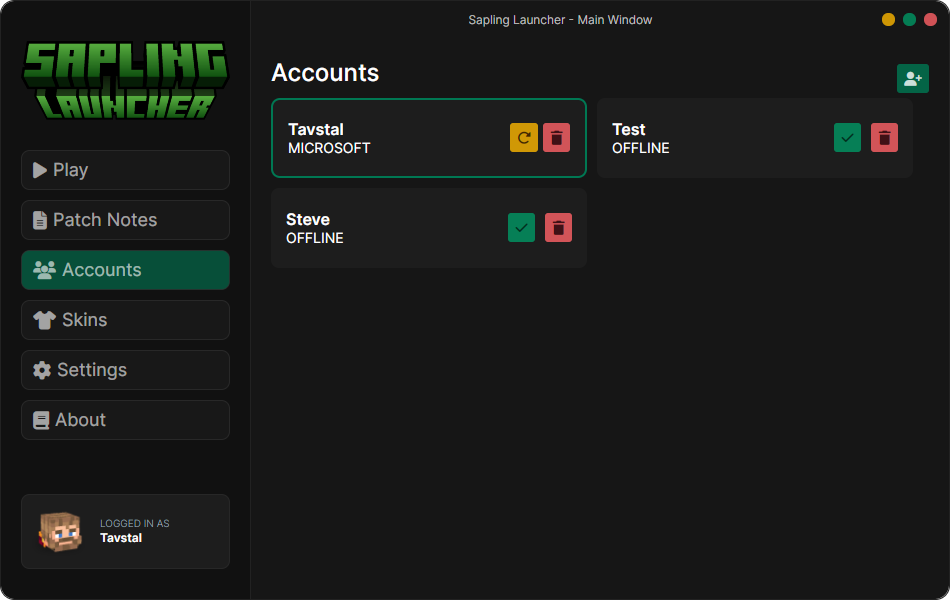 Sapling Launcher - Main Window
SAPLING
LAUNCHER
Play
Patch Notes
Accounts
Skins
Settings
About
LOGGED IN AS
Tavstal
Accounts
Tavstal
MICROSOFT
Test
OFFLINE
Steve
OFFLINE